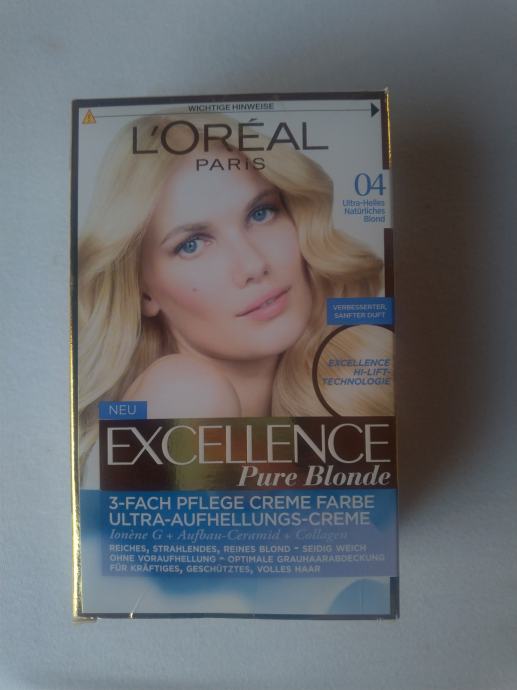 WICHTIGE HINWEISE
L'ORÉAL
PARIS
04
Ultra-Helles
Natürliches
Blond
VERBESSERTER,
SANFTER DUFT
EXCELLENCE
HI-LIFT-
TECHNOLOGIE
NEU
EXCELLENCE
Pure Blonde
3-FACH PFLEGE CREME FARBE
ULTRA-AUFHELLUNGS-CREME
Ionène G + Aufbau-Ceramid + Collagen
REICHES, STRAHLENDES, REINES BLOND – SEIDIG WEICH
OHNE VORAUFHELLUNG – OPTIMALE GRAUHAARABDECKUNG
FÜR KRÄFTIGES, GESCHÜTZTES, VOLLES HAAR